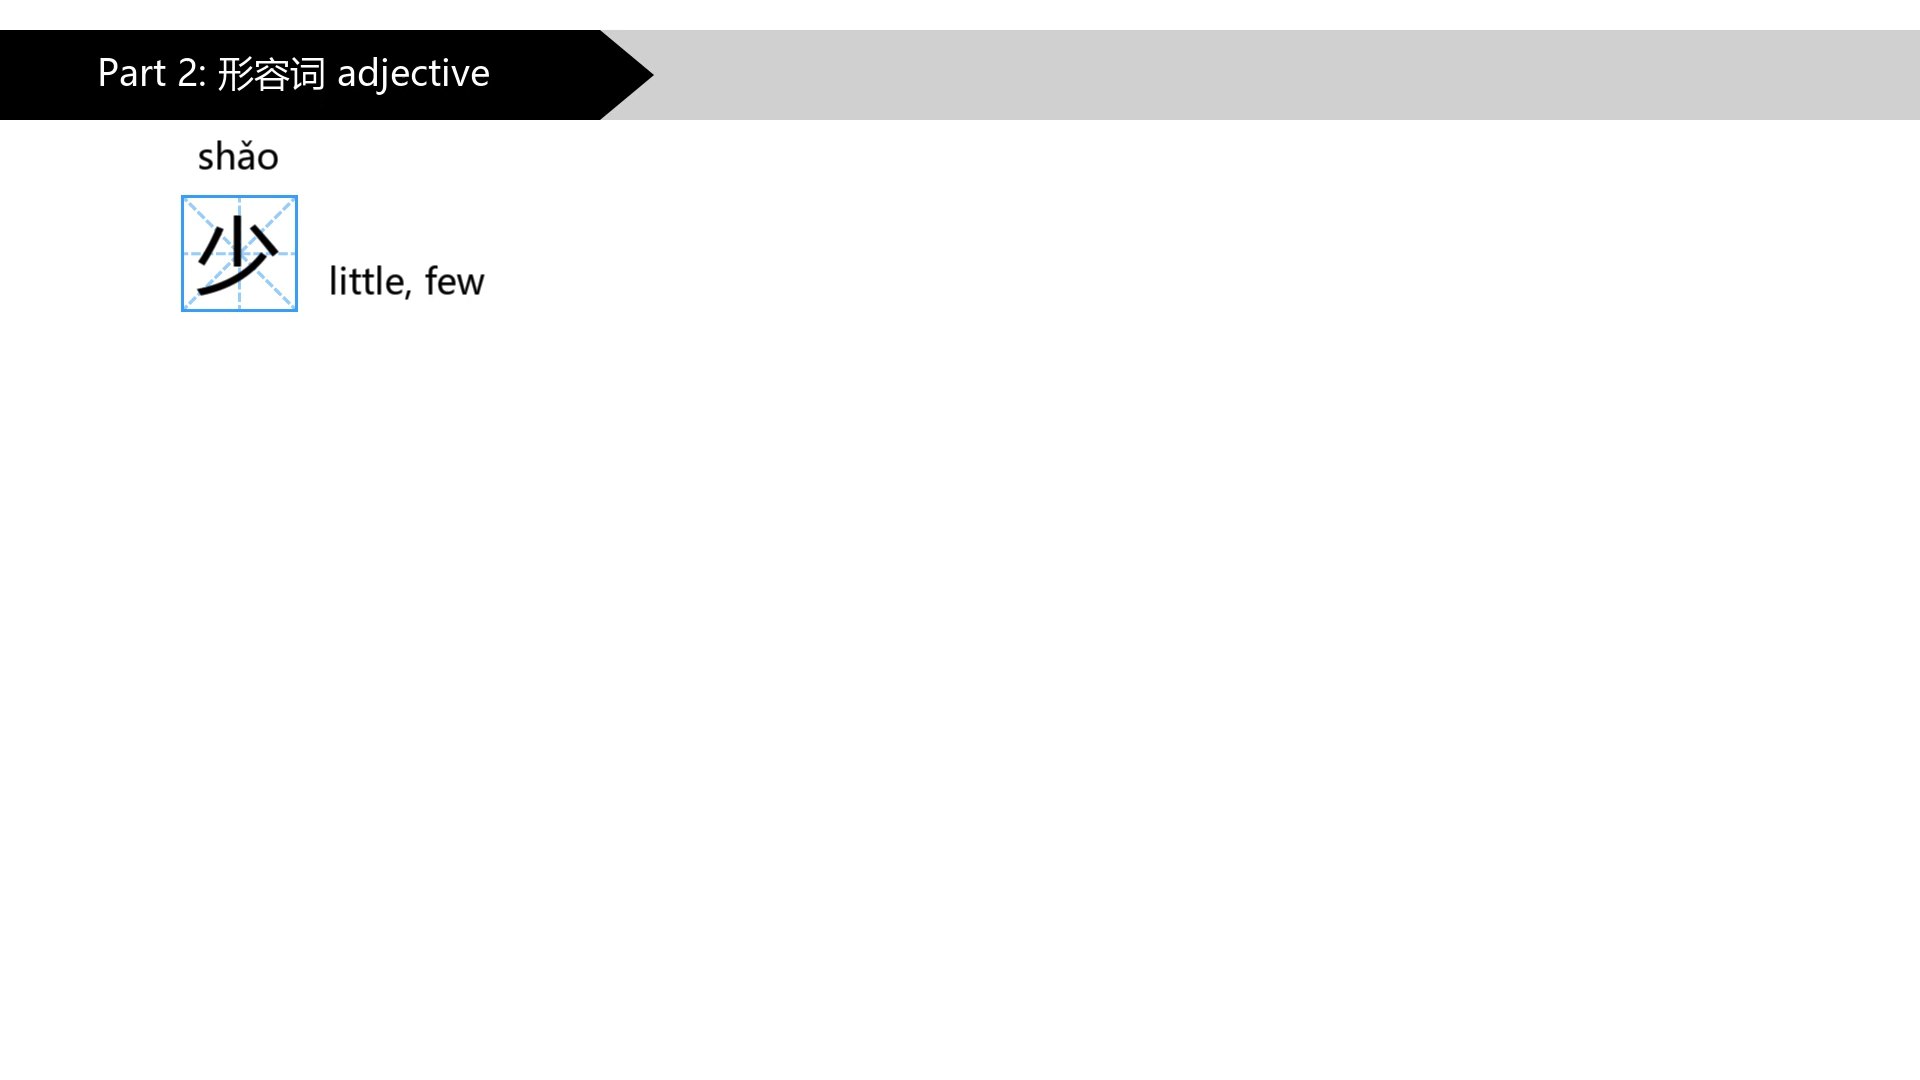 Part 2: 形容词 adjective
shǎo
少
little, few